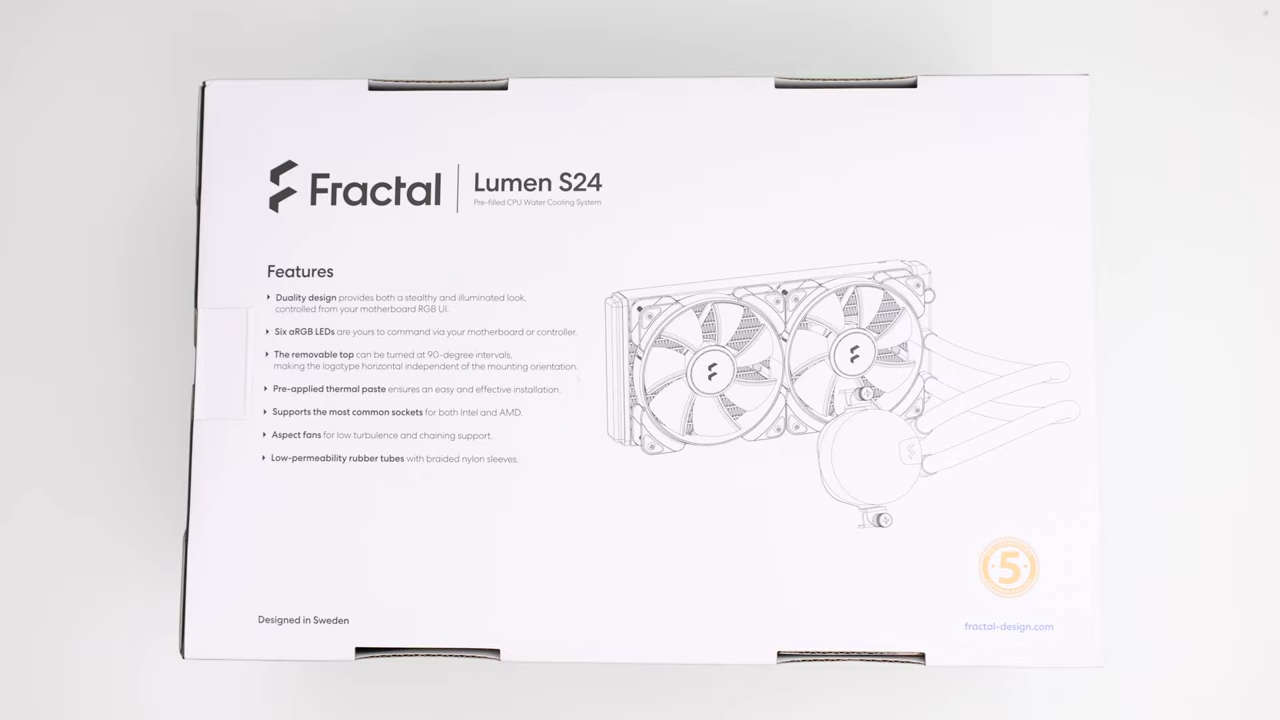 Fractal
Lumen S24
Pre-filled CPU Water Cooling System
Features
Duality design provides both a stealthy and illuminated look,
controlled from your motherboard RGB UI.
Six aRGB LEDs are yours to command via your motherboard or controller.
The removable top can be turned at 90-degree intervals,
making the logotype horizontal independent of the mounting orientation.
Pre-applied thermal paste ensures an easy and effective installation.
Supports the most common sockets for both Intel and AMD.
Aspect fans for low turbulence and chaining support.
Low-permeability rubber tubes with braided nylon sleeves.
5
Designed in Sweden
fractal-design.com